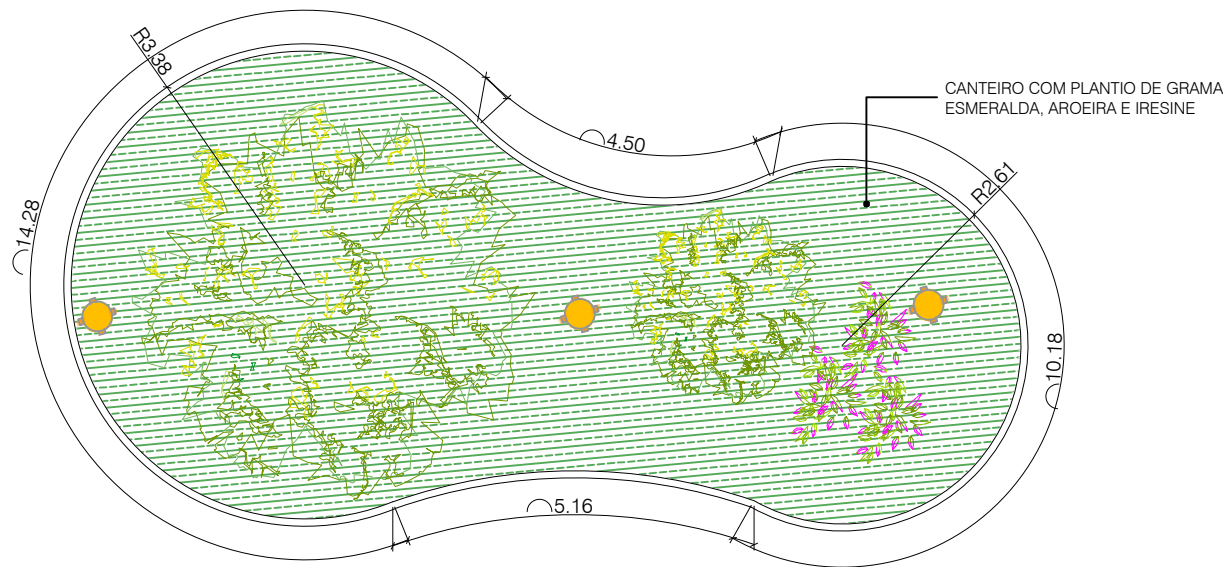 R3.38
CANTEIRO COM PLANTIO DE GRAMA
ESMERALDA, AROEIRA E IRESINE
4.50
R2.61
14.28
10.18
5.16